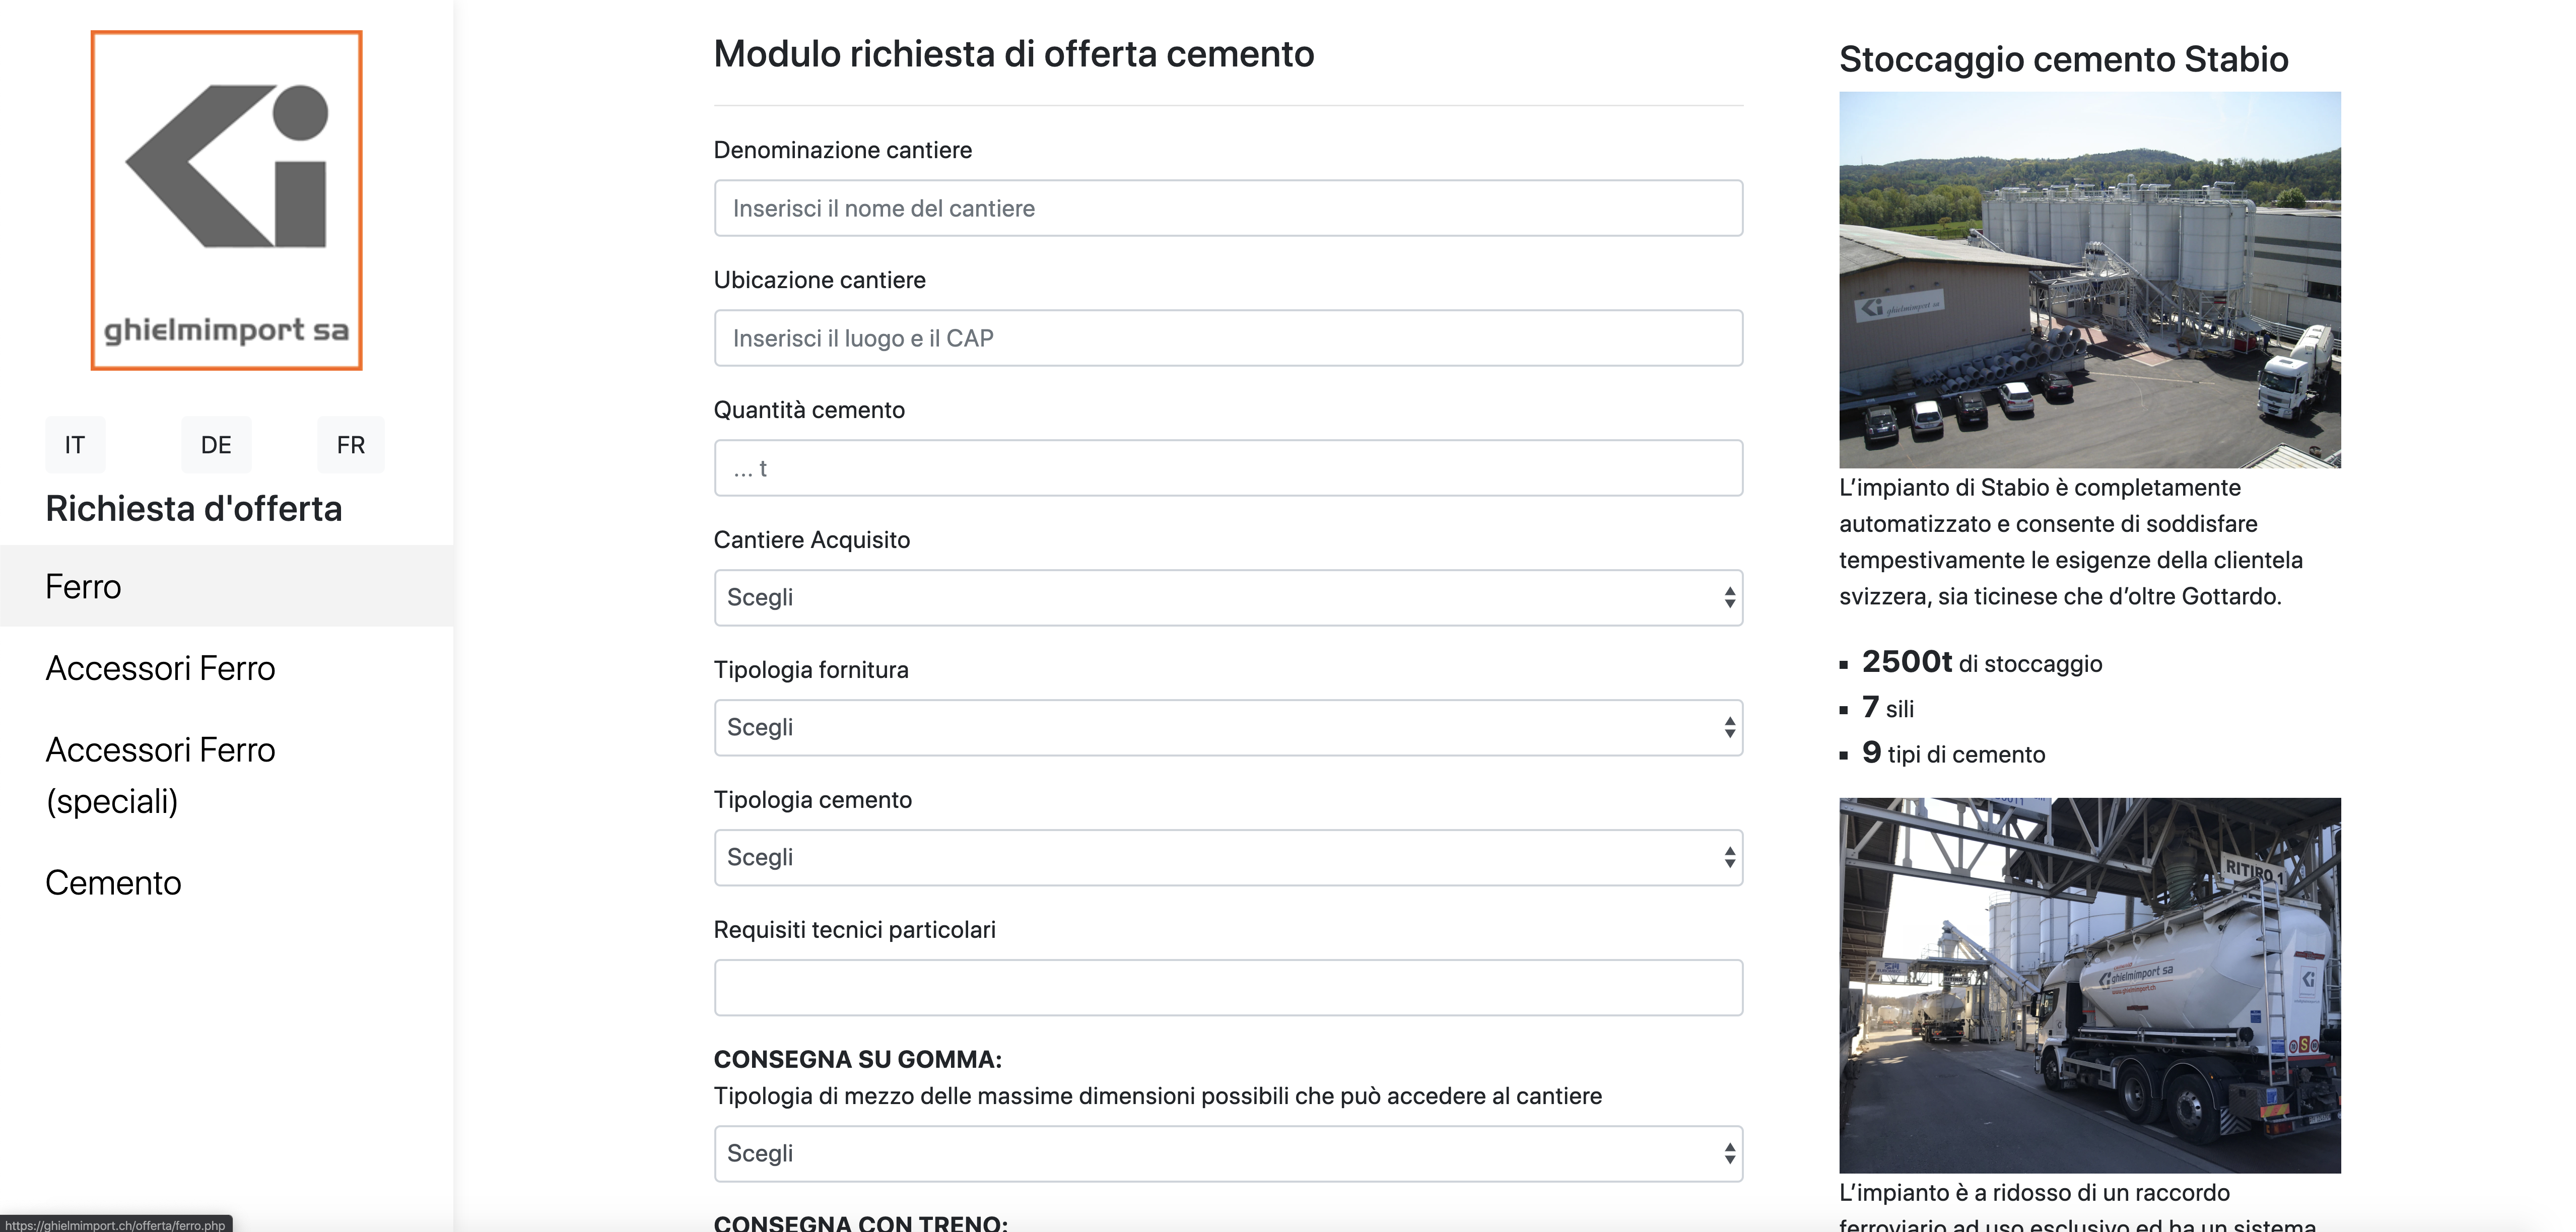 ghielmimport sa
IT
DE
FR
Richiesta d'offerta
Ferro
Accessori Ferro
Accessori Ferro
(speciali)
Cemento
https://ghielmimport.ch/offerta/ferro.php
Modulo richiesta di offerta cemento
Denominazione cantiere
Inserisci il nome del cantiere
Ubicazione cantiere
Inserisci il luogo e il CAP
Quantità cemento
... t
Cantiere Acquisito
Scegli
Tipologia fornitura
Scegli
Tipologia cemento
Scegli
Requisiti tecnici particolari
CONSEGNA SU GOMMA:
Tipologia di mezzo delle massime dimensioni possibili che può accedere al cantiere
Scegli
CONSEGNA CON TRENO:
Stoccaggio cemento Stabio
ghielmimport sa
L’impianto di Stabio è completamente
automatizzato e consente di soddisfare
tempestivamente le esigenze della clientela
svizzera, sia ticinese che d’oltre Gottardo.
▪ 2500t di stoccaggio
▪ 7 sili
▪ 9 tipi di cemento
RITIRO 1
ghielmimport sa
www.ghielmimport.ch
L’impianto è a ridosso di un raccordo
ferroviario ad uso esclusivo ed ha un sistema